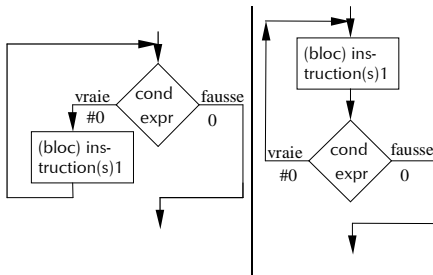 cond
expr
vraie
#0
fausse
0
(bloc) ins-
truction(s)1
(bloc) ins-
truction(s)1
cond
expr
vraie
#0
fausse
0